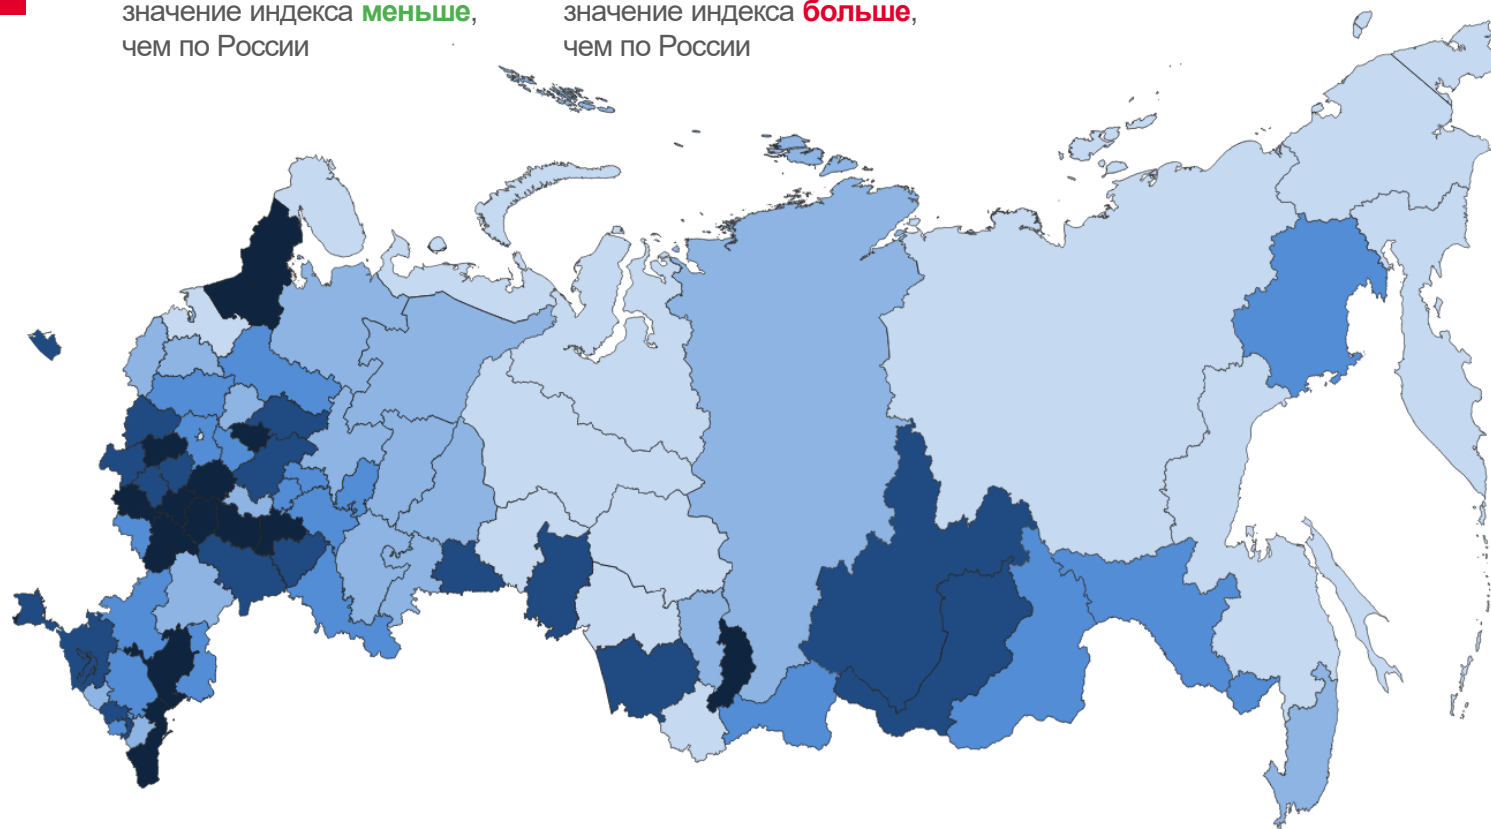 значение индекса меньше,
чем по России
значение индекса больше,
чем по России